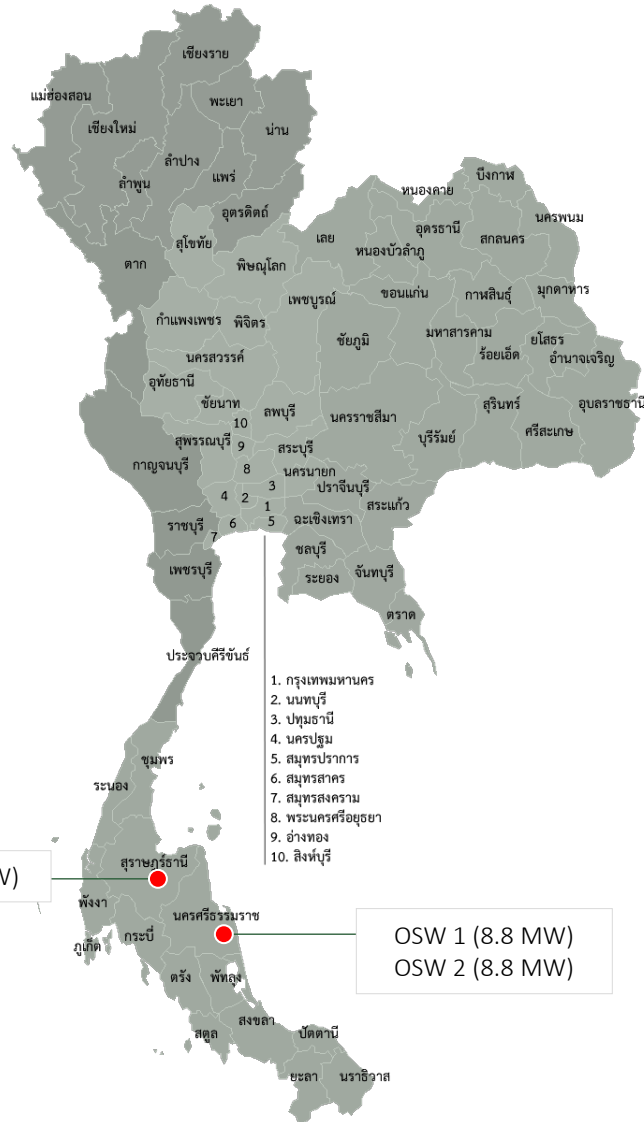 เชียงราย
แม่ฮ่องสอน
พะเยา
เชียงใหม่
น่าน
ลำปาง
แพร่
ลำพูน
อุตรดิตถ์
บึงกาฬ
หนองคาย
นครพนม
เลย
อุดรธานี
สกลนคร
สุโขทัย
หนองบัวลำภู
ตาก
พิษณุโลก
เพชบูรณ์
ขอนแก่น
กาฬสินธุ์
มุกดาหาร
กำแพงเพชร
พิจิตร
ชัยภูมิ
มหาสารคาม
ยโสธร
ร้อยเอ็ด
อำนาจเจริญ
นครสวรรค์
อุทัยธานี
ชัยนาท
ลพบุรี
นครราชสีมา
สุรินทร์
อุบลราชธานี
10
สุพรรณบุรี
9
สระบุรี
บุรีรัมย์
ศรีสะเกษ
กาญจนบุรี
8
นครนายก
3
ปราจีนบุรี
4
2
1
สระแก้ว
ราชบุรี
6
5
ฉะเชิงเทรา
7
ชลบุรี
เพชรบุรี
ระยอง
จันทบุรี
ตราด
ประจวบคีรีขันธ์
1. กรุงเทพมหานคร
2. นนทบุรี
3. ปทุมธานี
4. นครปฐม
5. สมุทรปราการ
6. สมุทรสาคร
7. สมุทรสงคราม
8. พระนครศรีอยุธยา
9. อ่างทอง
10. สิงห์บุรี
ชุมพร
ระนอง
สุราษฎร์ธานี
W)
พังงา
นครศรีธรรมราช
กระบี่
ภูเก็ต
OSW 1 (8.8 MW)
OSW 2 (8.8 MW)
ตรัง
พัทลุง
สงขลา
สตูล
ปัตตานี
ยะลา
นราธิวาส